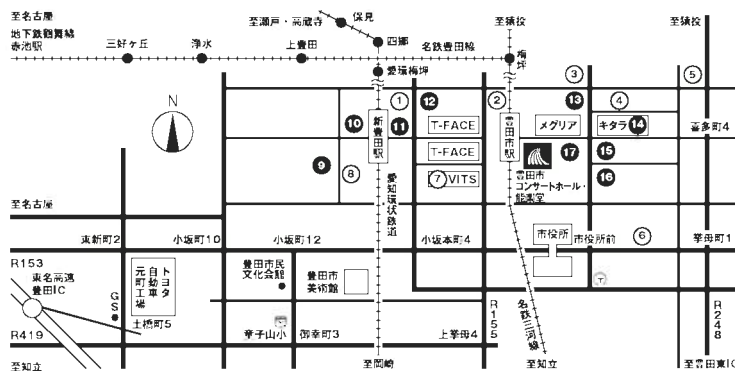 至名古屋
至瀬戸・高蔵寺
保見
至猿投
至猿投
地下鉄鶴舞線
赤池駅
三好ヶ丘
浄水
上豊田
四郷
名鉄豊田線
梅坪
愛環梅坪
N
① ⑫ ② ③ ⑬ ④ ⑤
⑩ 新豊田駅 ⑪ T-FACE 豊田市駅 メグリア キタラ ⑭ 喜多町4
T-FACE ⑰ ⑮
⑨ ⑧ ⑦ VITS ⑯
豊田市
コンサートホール・
能楽堂
愛知環状鉄道
至名古屋
東新町2
小坂町10
小坂町12
小坂本町4
市役所
市役所前
⑥
挙母町1
R153
東名高速
豊田IC
GS
トヨタ
自動車
元町工場
豊田市民
文化会館
豊田市
美術館
土橋町5
R419
童子山小
御幸町3
上挙母4
R155
名鉄三河線
R248
至知立
至岡崎
至知立
至豊田東IC